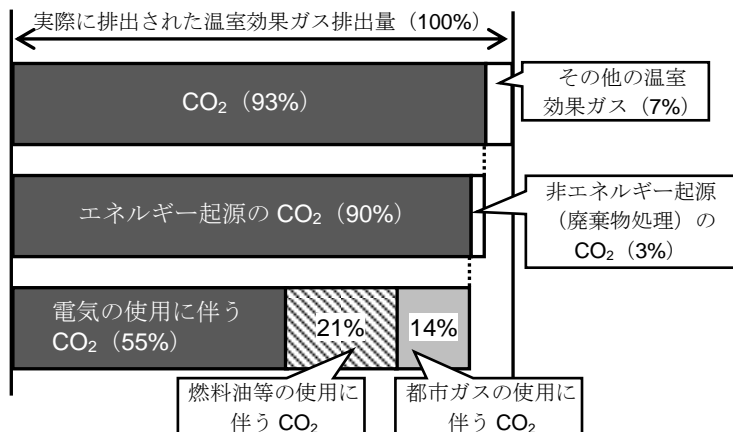 実際に排出された温室効果ガス排出量（100%）
CO₂（93%）
その他の温室
効果ガス（7%）
エネルギー起源の CO₂（90%）
非エネルギー起源
（廃棄物処理）の
CO₂（3%）
電気の使用に伴う
CO₂（55%）
21%
14%
燃料油等の使用に
伴う CO₂
都市ガスの使用に
伴う CO₂